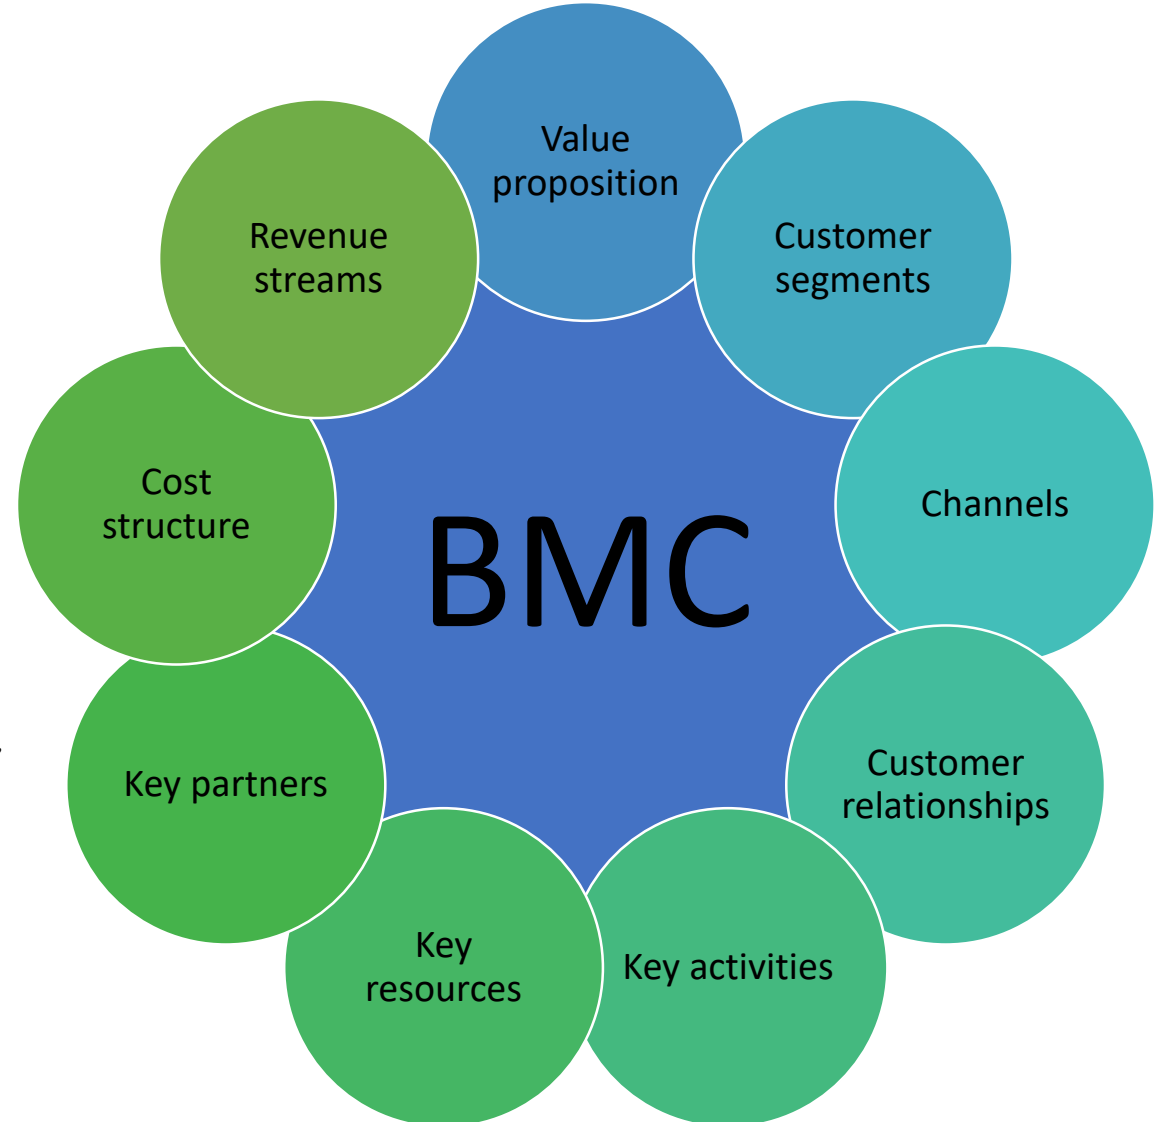 Value
proposition
Customer
segments
Channels
Customer
relationships
Key activities
Key
resources
Key partners
Cost
structure
Revenue
streams
BMC